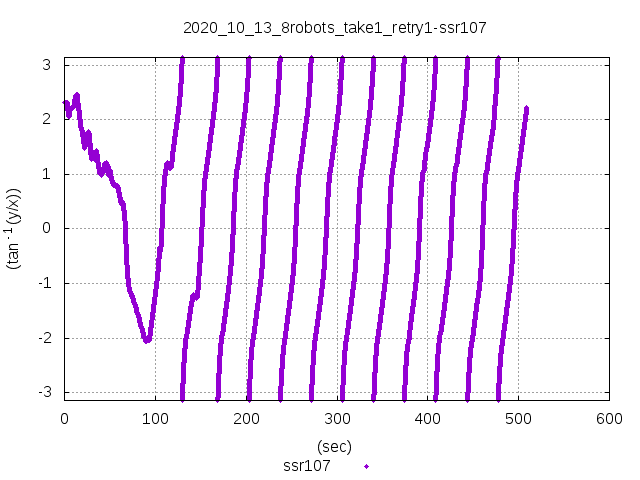 2020_10_13_8robots_take1_retry1-ssr107
3
2
1
0
-1
-2
-3
(tan⁻¹(y/x))
0 100 200 300 400 500 600
(sec)
ssr107